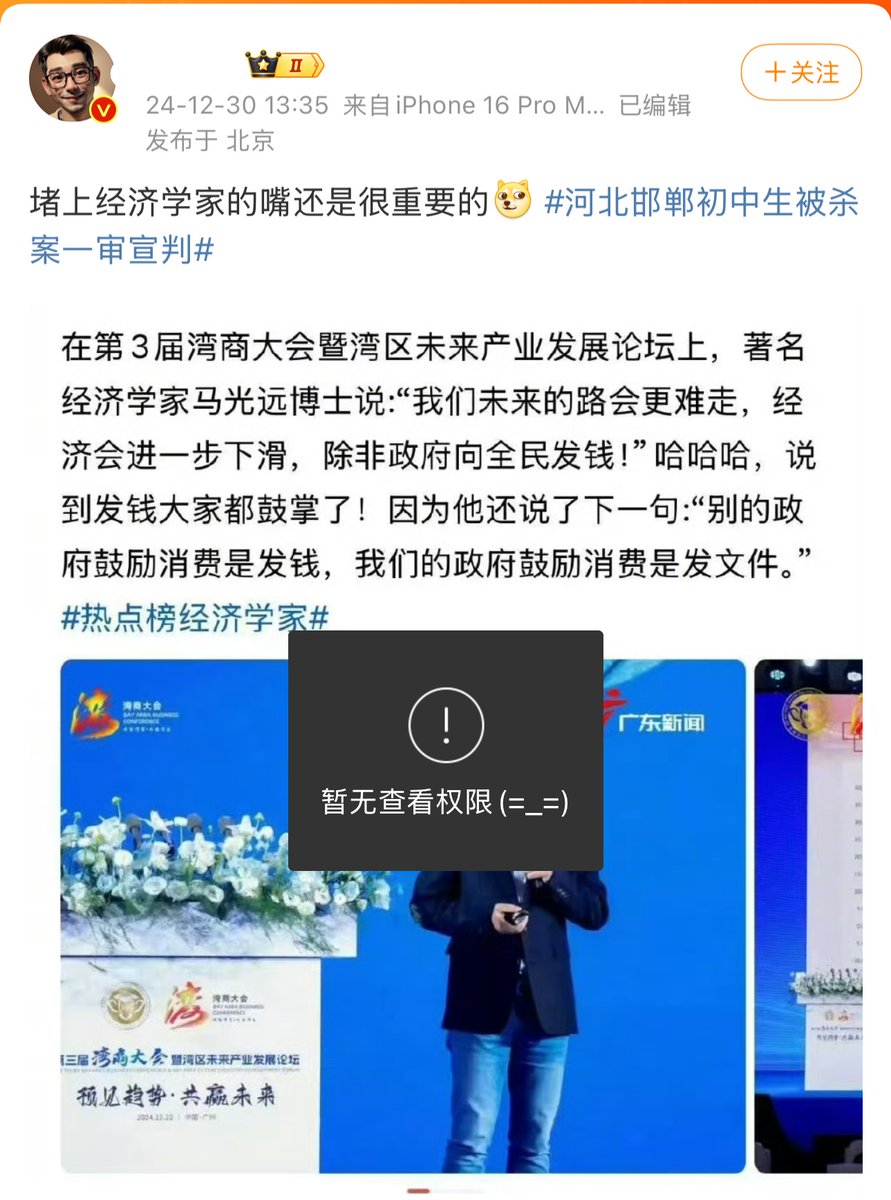 II
24-12-30 13:35 来自iPhone 16 Pro M... 已编辑
发布于 北京
+关注
堵上经济学家的嘴还是很重要的 #河北邯郸初中生被杀
案一审宣判#
在第3届湾商大会暨湾区未来产业发展论坛上，著名
经济学家马光远博士说:“我们未来的路会更难走，经
济会进一步下滑，除非政府向全民发钱！”哈哈哈，说
到发钱大家都鼓掌了！因为他还说了下一句:“别的政
府鼓励消费是发钱，我们的政府鼓励消费是发文件。”
#热点榜经济学家#
湾
湾商大会
BAY AREA BUSINESS
CONFERENCE
广东新闻
暂无查看权限(=_=)
湾
湾商大会
BAY AREA BUSINESS
CONFERENCE
第三届湾商大会暨湾区未来产业发展论坛
预见趋势·共赢未来
2024.12.22 | 中国·广州